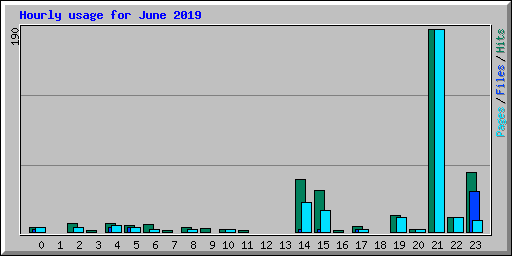 Hourly usage for June 2019
190
Pages/Files/Hits
0 1 2 3 4 5 6 7 8 9 10 11 12 13 14 15 16 17 18 19 20 21 22 23